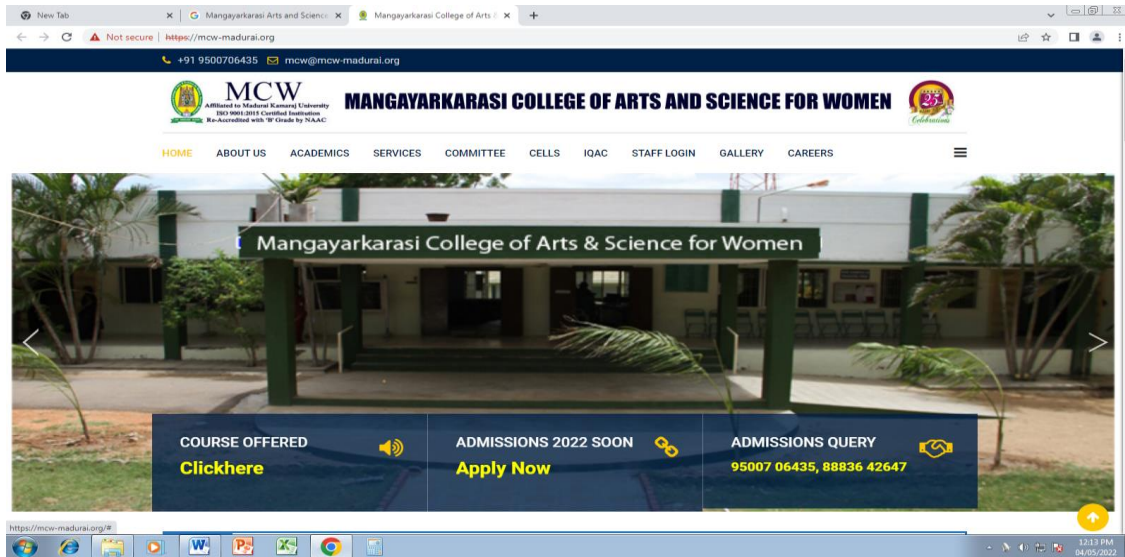 New Tab
Mangayarkarasi Arts and Science
Mangayarkarasi College of Arts &
Not secure
https://mcw-madurai.org
+91 9500706435
mcw@mcw-madurai.org
MCW
Affiliated to Madurai Kamaraj University
ISO 9001:2015 Certified Institution
Re-Accredited with 'B' Grade by NAAC
MANGAYARKARASI COLLEGE OF ARTS AND SCIENCE FOR WOMEN
25
Celebrations
HOME ABOUT US ACADEMICS SERVICES COMMITTEE CELLS IQAC STAFF LOGIN GALLERY CAREERS
Mangayarkarasi College of Arts & Science for Women
COURSE OFFERED
Clickhere
ADMISSIONS 2022 SOON
Apply Now
ADMISSIONS QUERY
95007 06435, 88836 42647
https://mcw-madurai.org/#
12:13 PM
04/05/2022